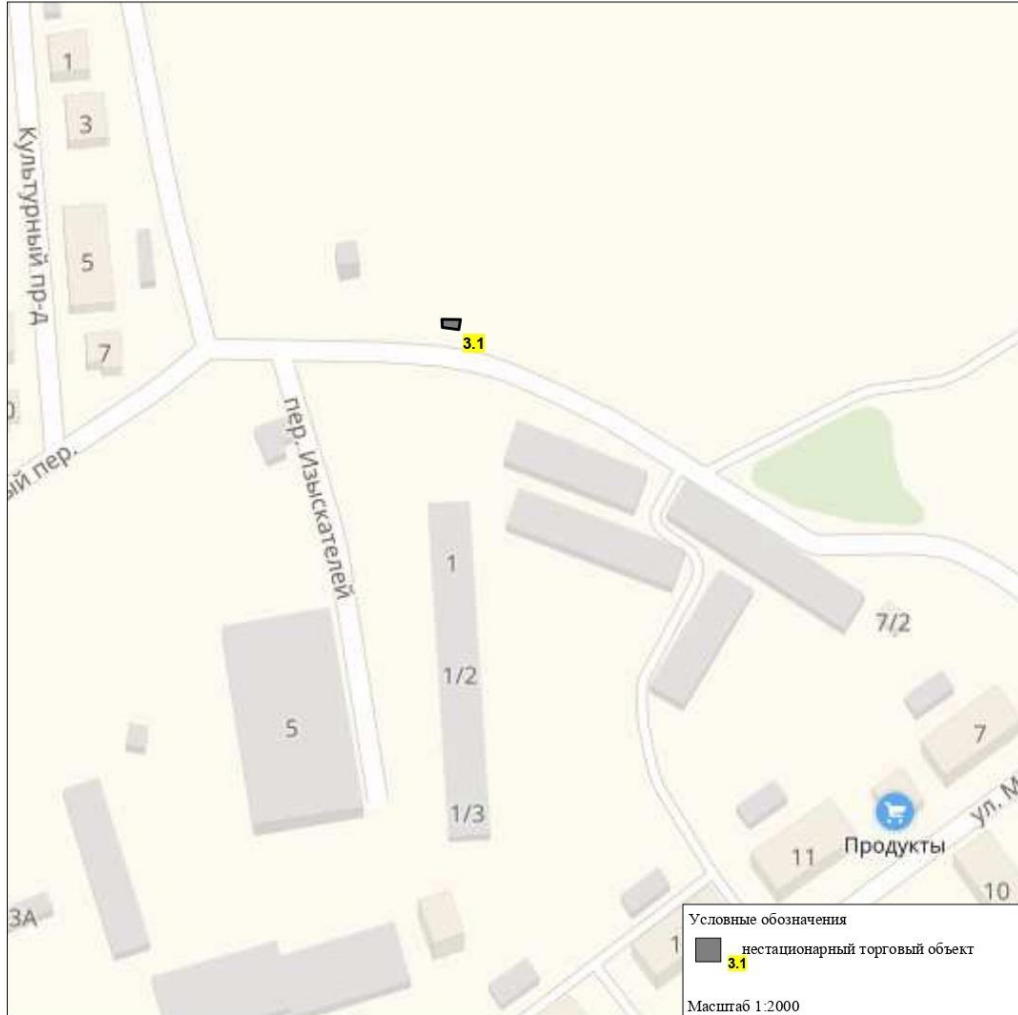 1
3
Культурный пр-д
5
7
3.1
ый пер.
пер. Изыскателей
1
1/2
7/2
5
7
1/3
ул. М
Продукты
11
10
3А
1
Условные обозначения
нестационарный торговый объект
3.1
Масштаб 1:2000